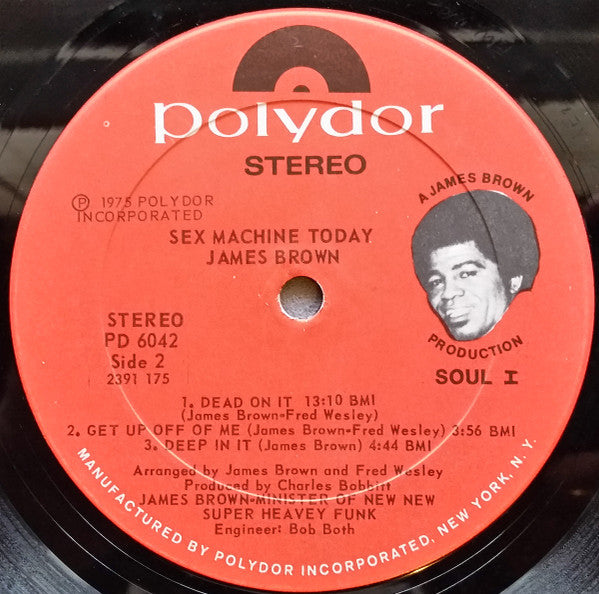 polydor
STEREO
Ⓟ 1975 POLYDOR
INCORPORATED
SEX MACHINE TODAY
JAMES BROWN
A JAMES BROWN
PRODUCTION
SOUL I
STEREO
PD 6042
Side 2
2391 175
1. DEAD ON IT 13:10 BMI
(James Brown-Fred Wesley)
2. GET UP OFF OF ME (James Brown-Fred Wesley) 3:56 BMI
3. DEEP IN IT (James Brown) 4:44 BMI
Arranged by James Brown and Fred Wesley
Produced by Charles Bobbitt
JAMES BROWN-MINISTER OF NEW NEW
SUPER HEAVEY FUNK
Engineer: Bob Both
MANUFACTURED BY POLYDOR INCORPORATED, NEW YORK, N.Y.